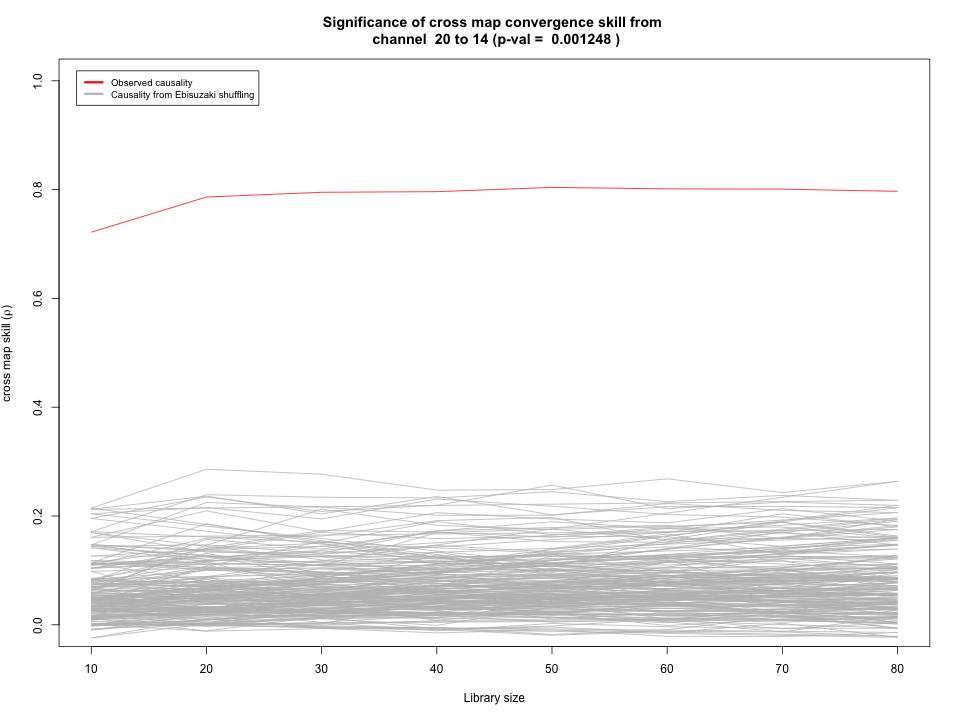 Significance of cross map convergence skill from
channel  20 to 14 (p-val =  0.001248 )
Observed causality
Causality from Ebisuzaki shuffling
cross map skill (ρ)
1.0
0.8
0.6
0.4
0.2
0.0
10 20 30 40 50 60 70 80
Library size